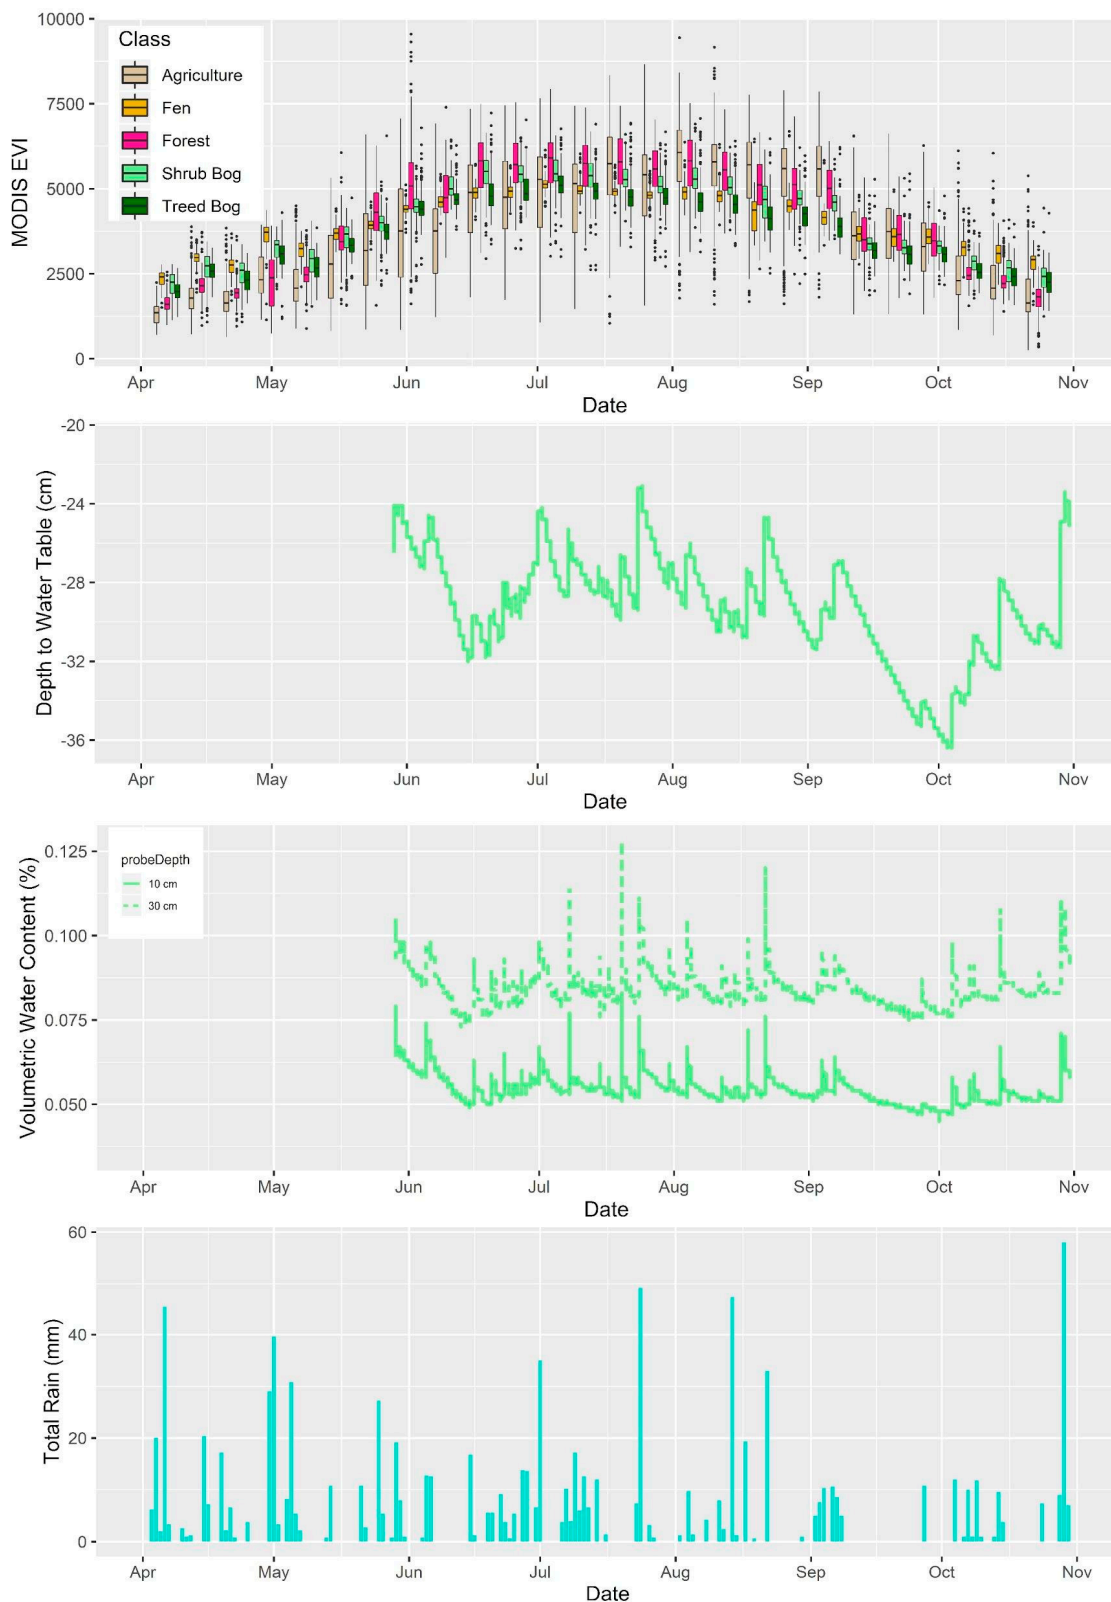 Class
Agriculture
Fen
Forest
Shrub Bog
Treed Bog
MODIS EVI
10000
7500
5000
2500
0
Apr May Jun Jul Aug Sep Oct Nov
Date
Depth to Water Table (cm)
-20
-24
-28
-32
-36
Apr May Jun Jul Aug Sep Oct Nov
Date
probeDepth
10 cm
30 cm
Volumetric Water Content (%)
0.125
0.100
0.075
0.050
Apr May Jun Jul Aug Sep Oct Nov
Date
Total Rain (mm)
60
40
20
0
Apr May Jun Jul Aug Sep Oct Nov
Date